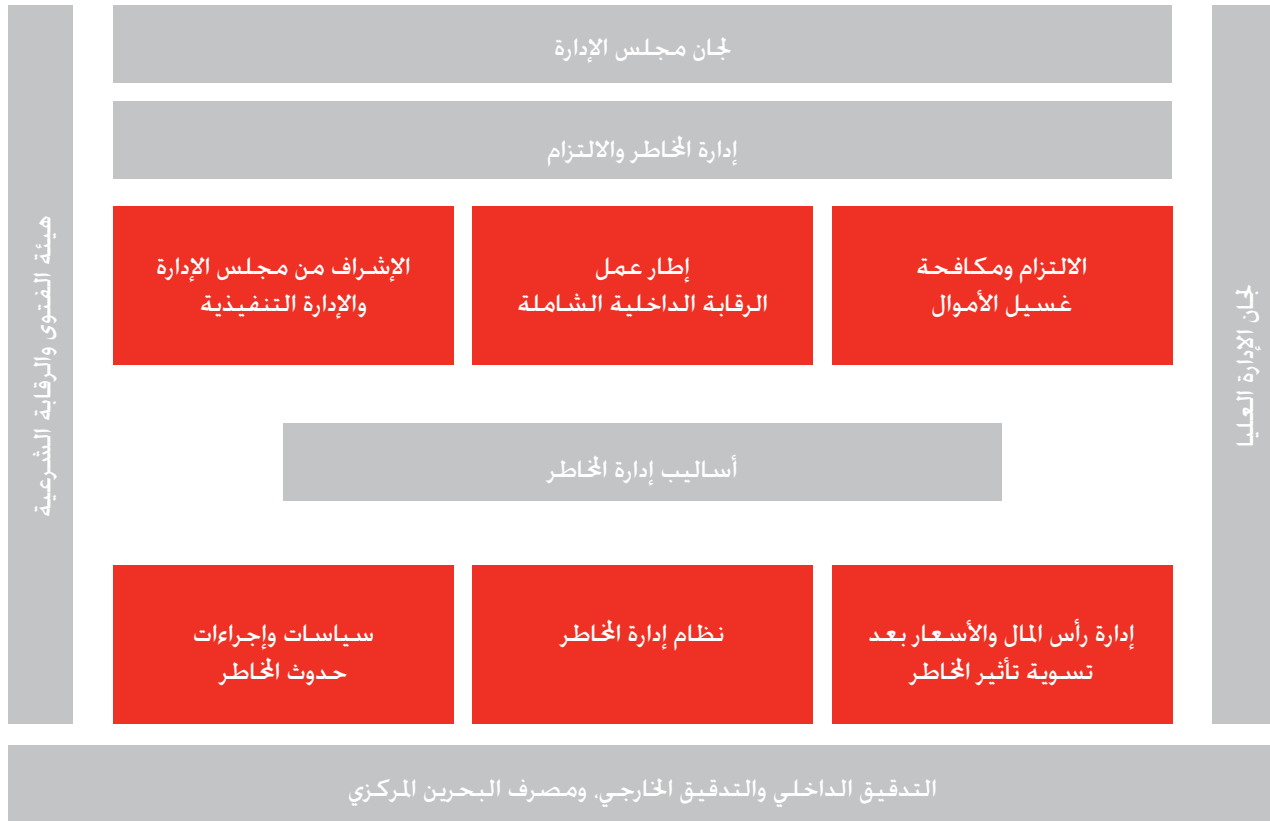 لجان مجلس الإدارة
إدارة المخاطر والالتزام
لجان الإدارة العليا
الالتزام ومكافحة
غسيل الأموال
إطار عمل
الرقابة الداخلية الشاملة
الإشراف من مجلس الإدارة
والإدارة التنفيذية
هيئة الفتوى والرقابة الشرعية
أساليب إدارة المخاطر
إدارة رأس المال والأسعار بعد
تسوية تأثير المخاطر
نظام إدارة المخاطر
سياسات وإجراءات
حدوث المخاطر
التدقيق الداخلي والتدقيق الخارجي. ومصرف البحرين المركزي